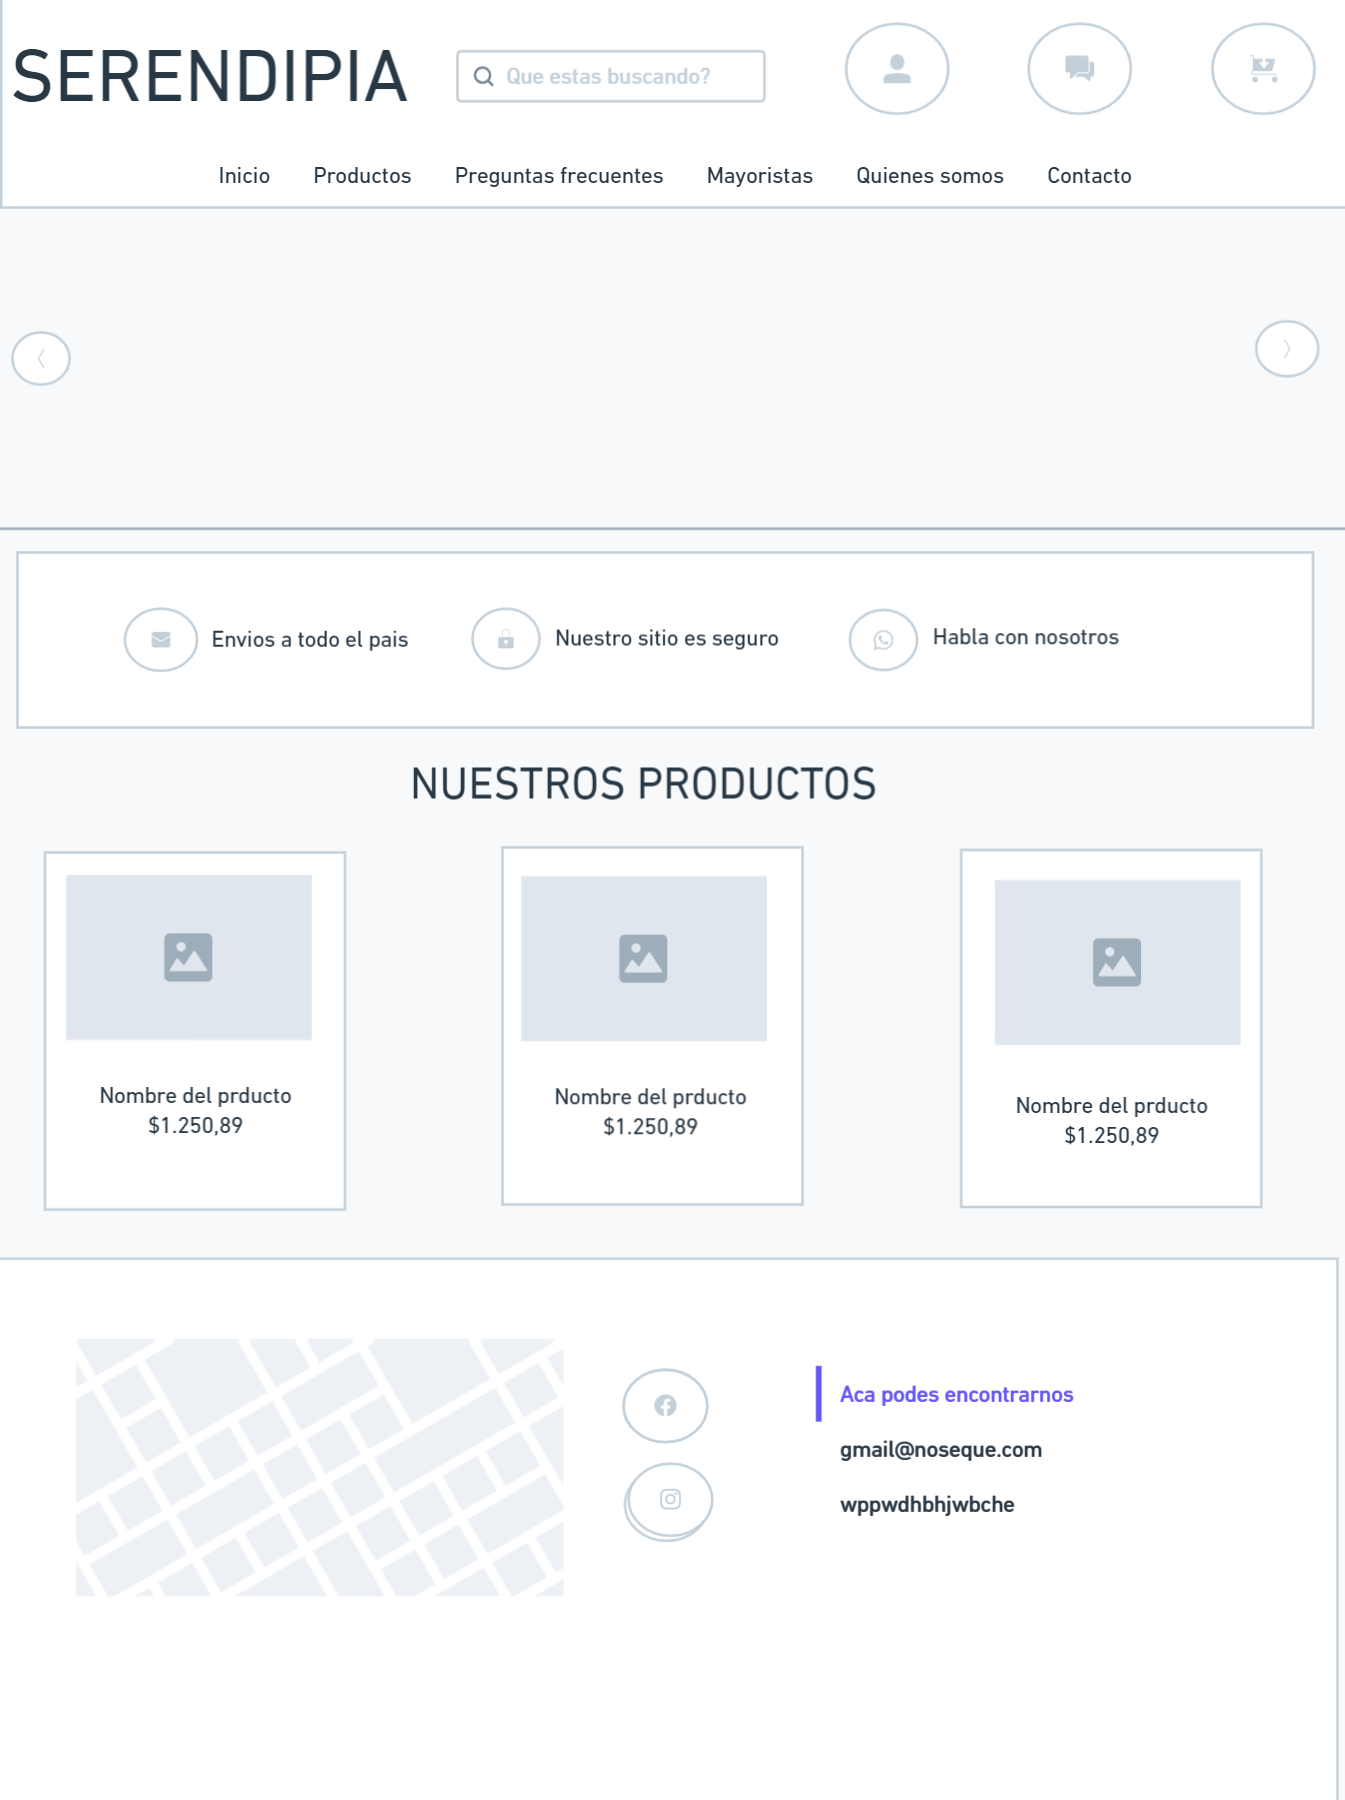 SERENDIPIA
Que estas buscando?
Inicio Productos Preguntas frecuentes Mayoristas Quienes somos Contacto
Envios a todo el pais
Nuestro sitio es seguro
Habla con nosotros
NUESTROS PRODUCTOS
Nombre del prducto
$1.250,89
Nombre del prducto
$1.250,89
Nombre del prducto
$1.250,89
Aca podes encontrarnos
gmail@noseque.com
wppwdhbhjwbche